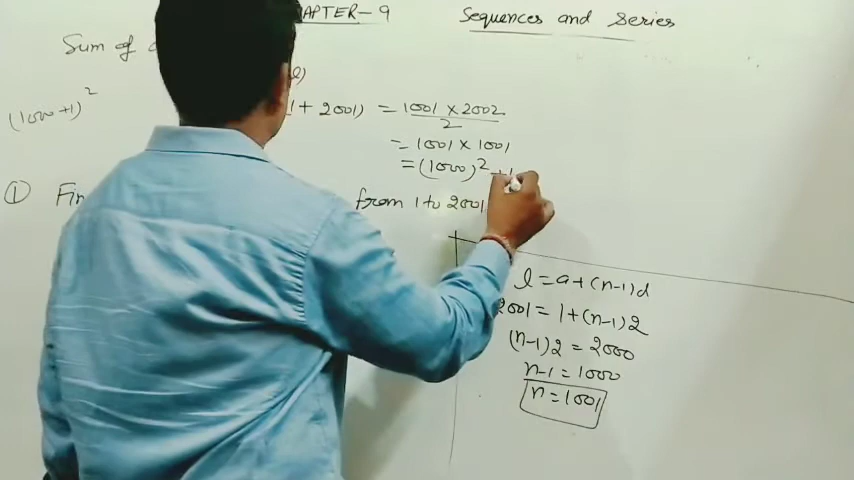 APTER-9 Sequences and Series
Sum of
(1000+1)²
1 + 2001) = 1001 × 2002 / 2
= 1001 × 1001
= (1000)² +1
① Fin from 1 to 2001
l = a + (n-1)d
2001 = 1 + (n-1)2
(n-1)2 = 2000
n-1 = 1000
n = 1001